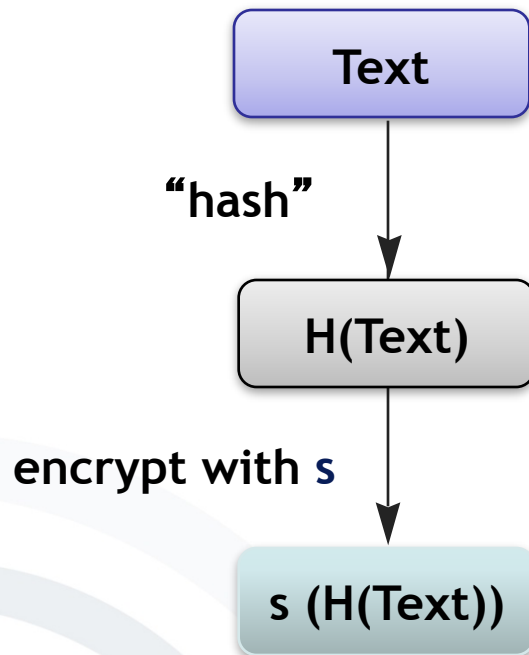 Text
“hash”
H(Text)
encrypt with s
s (H(Text))